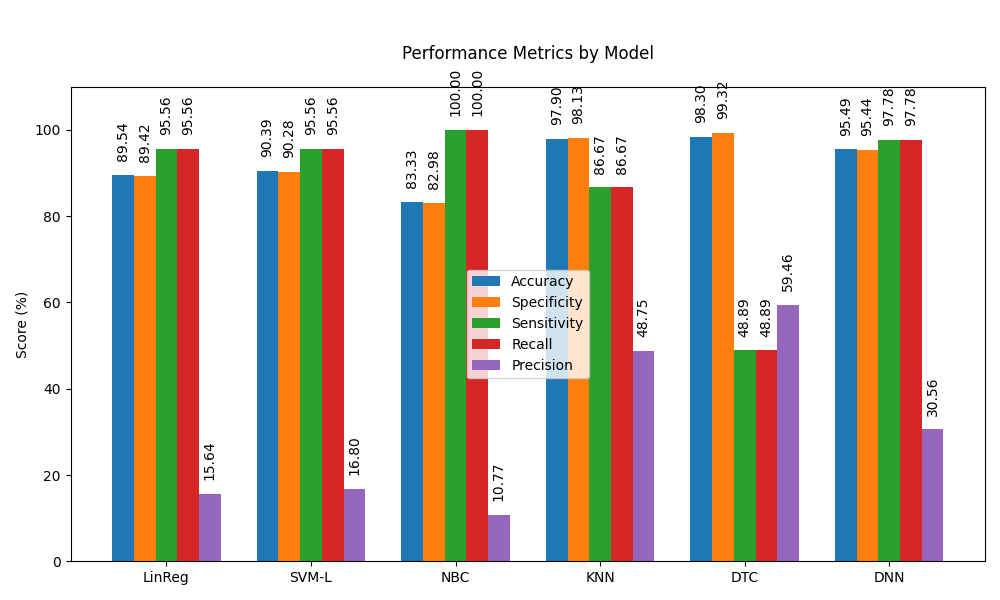 Performance Metrics by Model
Score (%)
100
80
60
40
20
0
89.54
89.42
95.56
95.56
15.64
90.39
90.28
95.56
95.56
16.80
83.33
82.98
100.00
100.00
10.77
97.90
98.13
86.67
86.67
48.75
98.30
99.32
48.89
48.89
59.46
95.49
95.44
97.78
97.78
30.56
Accuracy
Specificity
Sensitivity
Recall
Precision
LinReg
SVM-L
NBC
KNN
DTC
DNN